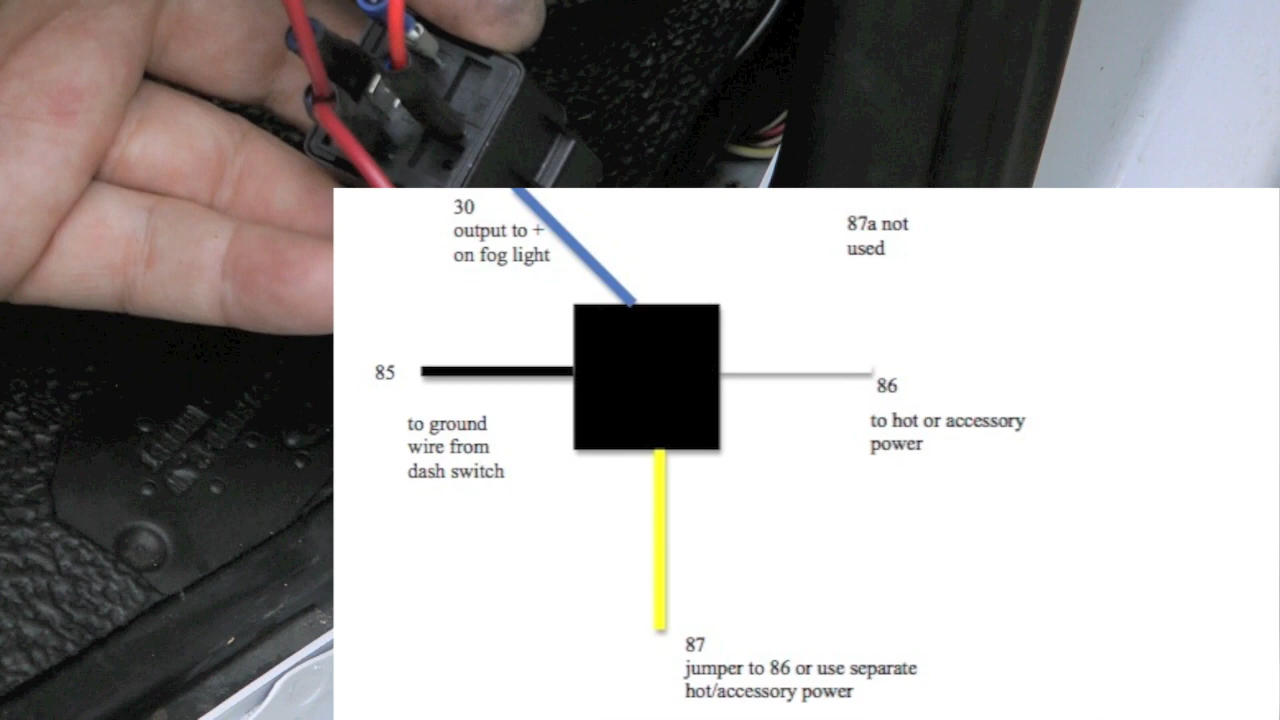 30
output to +
on fog light
87a not
used
85
to ground
wire from
dash switch
86
to hot or accessory
power
87
jumper to 86 or use separate
hot/accessory power